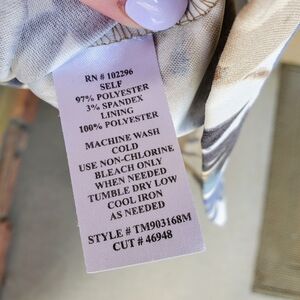 RN # 102296
SELF
97% POLYESTER
3% SPANDEX
LINING
100% POLYESTER
MACHINE WASH
COLD
USE NON-CHLORINE
BLEACH ONLY
WHEN NEEDED
TUMBLE DRY LOW
COOL IRON
AS NEEDED
STYLE # TM903168M
CUT # 46948